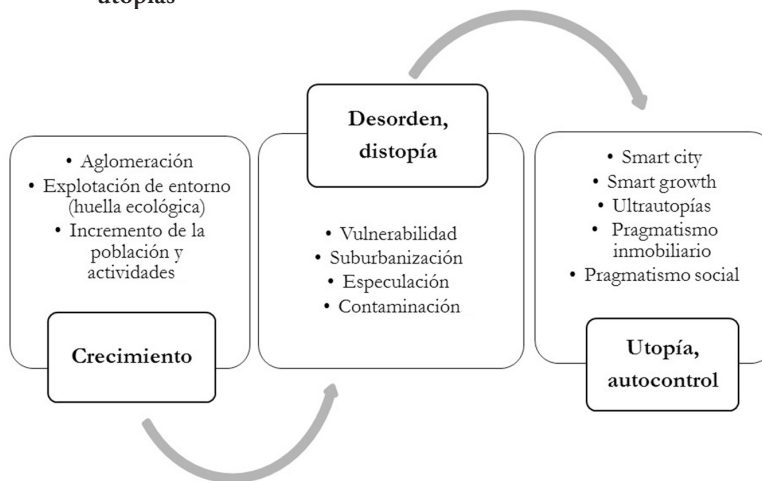 utopías
• Aglomeración
• Explotación de entorno
(huella ecológica)
• Incremento de la
población y
actividades
Crecimiento
Desorden,
distopía
• Vulnerabilidad
• Suburbanización
• Especulación
• Contaminación
• Smart city
• Smart growth
• Ultrautopías
• Pragmatismo
inmobiliario
• Pragmatismo social
Utopía,
autocontrol